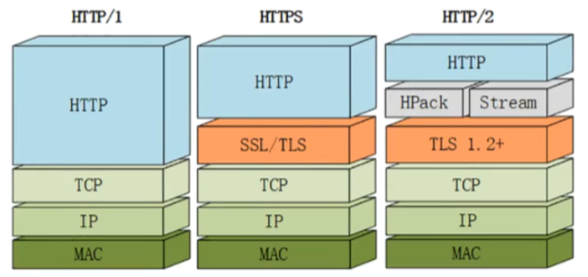 HTTP/1 HTTPS HTTP/2
HTTP HTTP HTTP
HPack Stream
SSL/TLS TLS 1.2+
TCP TCP TCP
IP IP IP
MAC MAC MAC